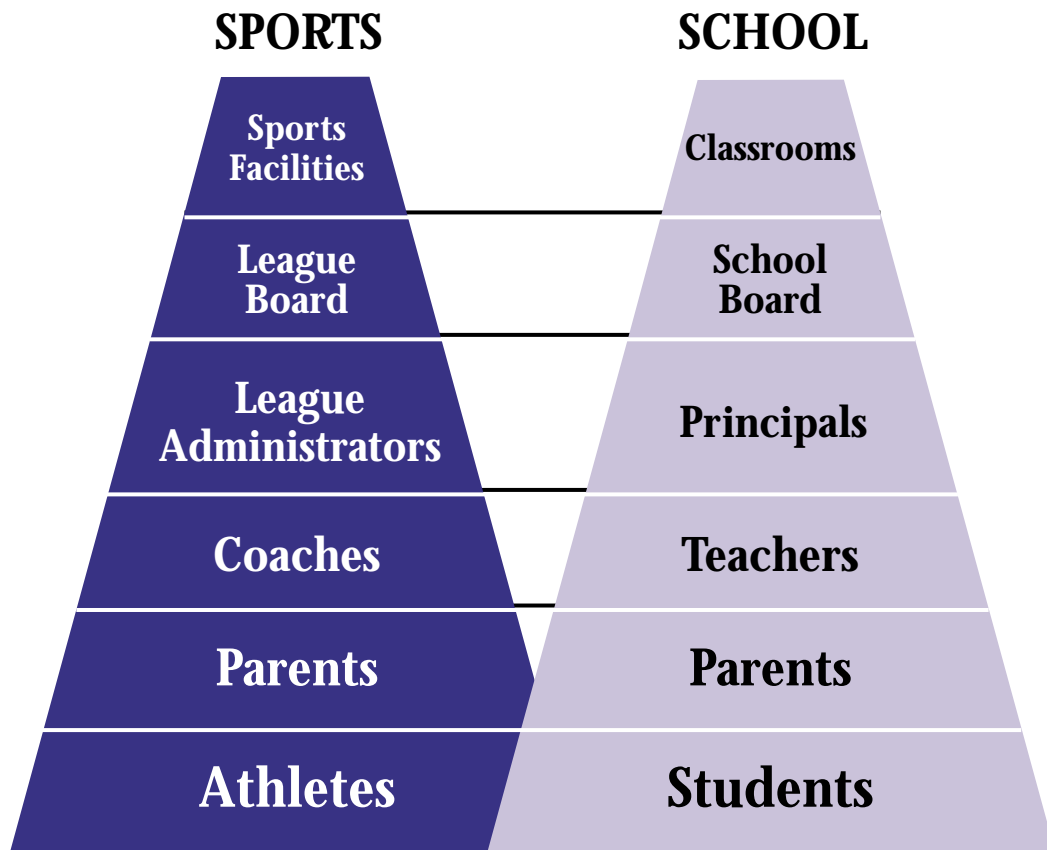 SPORTS
SCHOOL
Sports
Facilities
Classrooms
League
Board
School
Board
League
Administrators
Principals
Coaches
Teachers
Parents
Parents
Athletes
Students